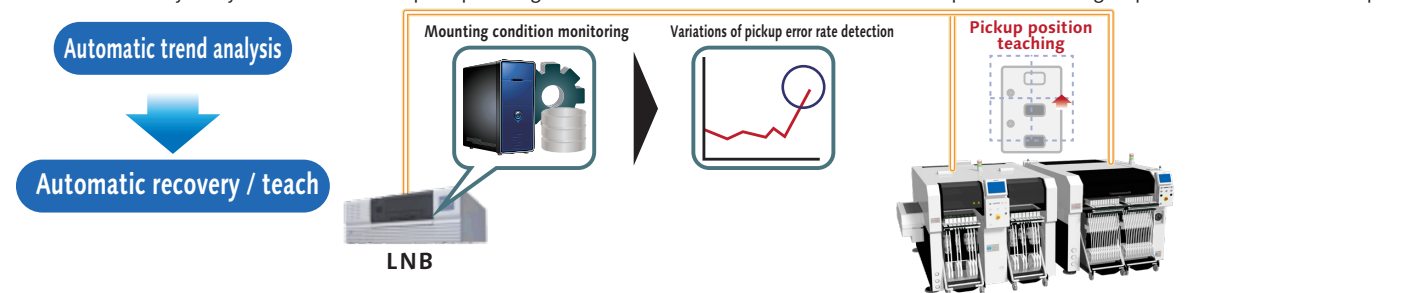 Automatic trend analysis
Automatic recovery / teach
Mounting condition monitoring
Variations of pickup error rate detection
Pickup position
teaching
LNB